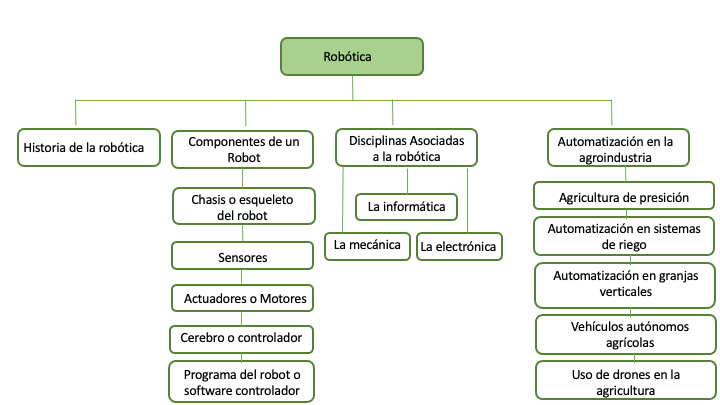 Robótica
Historia de la robótica
Componentes de un
Robot
Chasis o esqueleto
del robot
Sensores
Actuadores o Motores
Cerebro o controlador
Programa del robot o
software controlador
Disciplinas Asociadas
a la robótica
La informática
La mecánica
La electrónica
Automatización en la
agroindustria
Agricultura de presición
Automatización en sistemas
de riego
Automatización en granjas
verticales
Vehículos autónomos
agrícolas
Uso de drones en la
agricultura